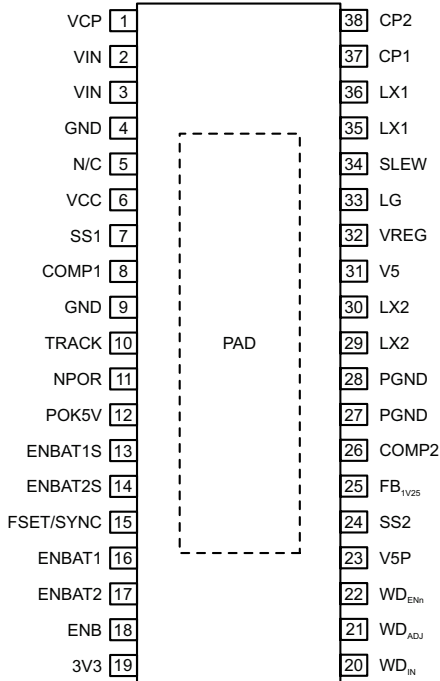 VCP 1
VIN 2
VIN 3
GND 4
N/C 5
VCC 6
SS1 7
COMP1 8
GND 9
TRACK 10
NPOR 11
POK5V 12
ENBAT1S 13
ENBAT2S 14
FSET/SYNC 15
ENBAT1 16
ENBAT2 17
ENB 18
3V3 19
PAD
38 CP2
37 CP1
36 LX1
35 LX1
34 SLEW
33 LG
32 VREG
31 V5
30 LX2
29 LX2
28 PGND
27 PGND
26 COMP2
25 FB1V25
24 SS2
23 V5P
22 WDENn
21 WDADJ
20 WDIN